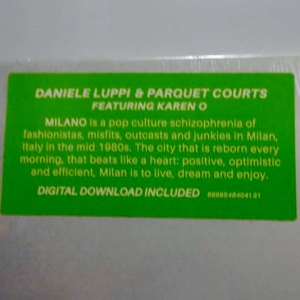 DANIELE LUPPI & PARQUET COURTS
FEATURING KAREN O
MILANO is a pop culture schizophrenia of
fashionistas, misfits, outcasts and junkies in Milan,
Italy in the mid 1980s. The city that is reborn every
morning, that beats like a heart: positive, optimistic
and efficient, Milan is to live, dream and enjoy.
DIGITAL DOWNLOAD INCLUDED